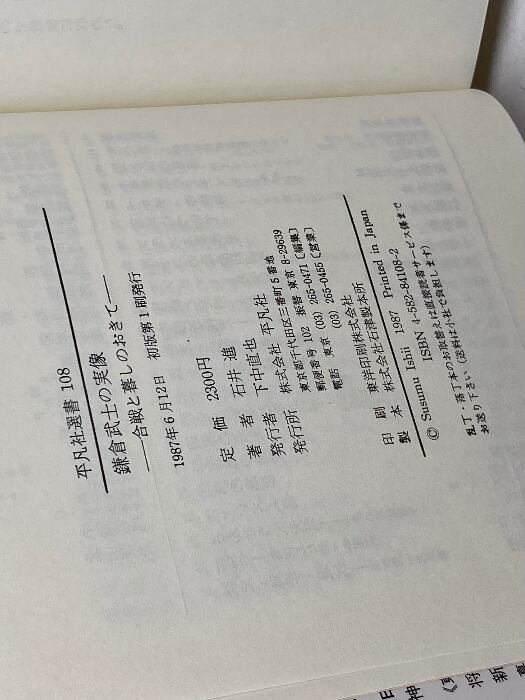 平凡社選書 108
鎌倉武士の実像
――合戦と暮しのおきて――
1987年6月12日 初版第1刷発行
定価 2300円
著者 石井 進
発行者 下中直也
発行所 株式会社 平凡社
東京都千代田区三番町5番地
郵便番号 102 振替 東京 8-29639
電話 東京 (03) 265-0471〔編集〕
(03) 265-0455〔営業〕
印刷 東洋印刷株式会社
製本 株式会社石津製本所
© Susumu Ishii 1987 Printed in Japan
ISBN 4-582-84108-2
乱丁・落丁本のお取替えは直接読者サービス係まで
お送り下さい(送料は小社で負担します)